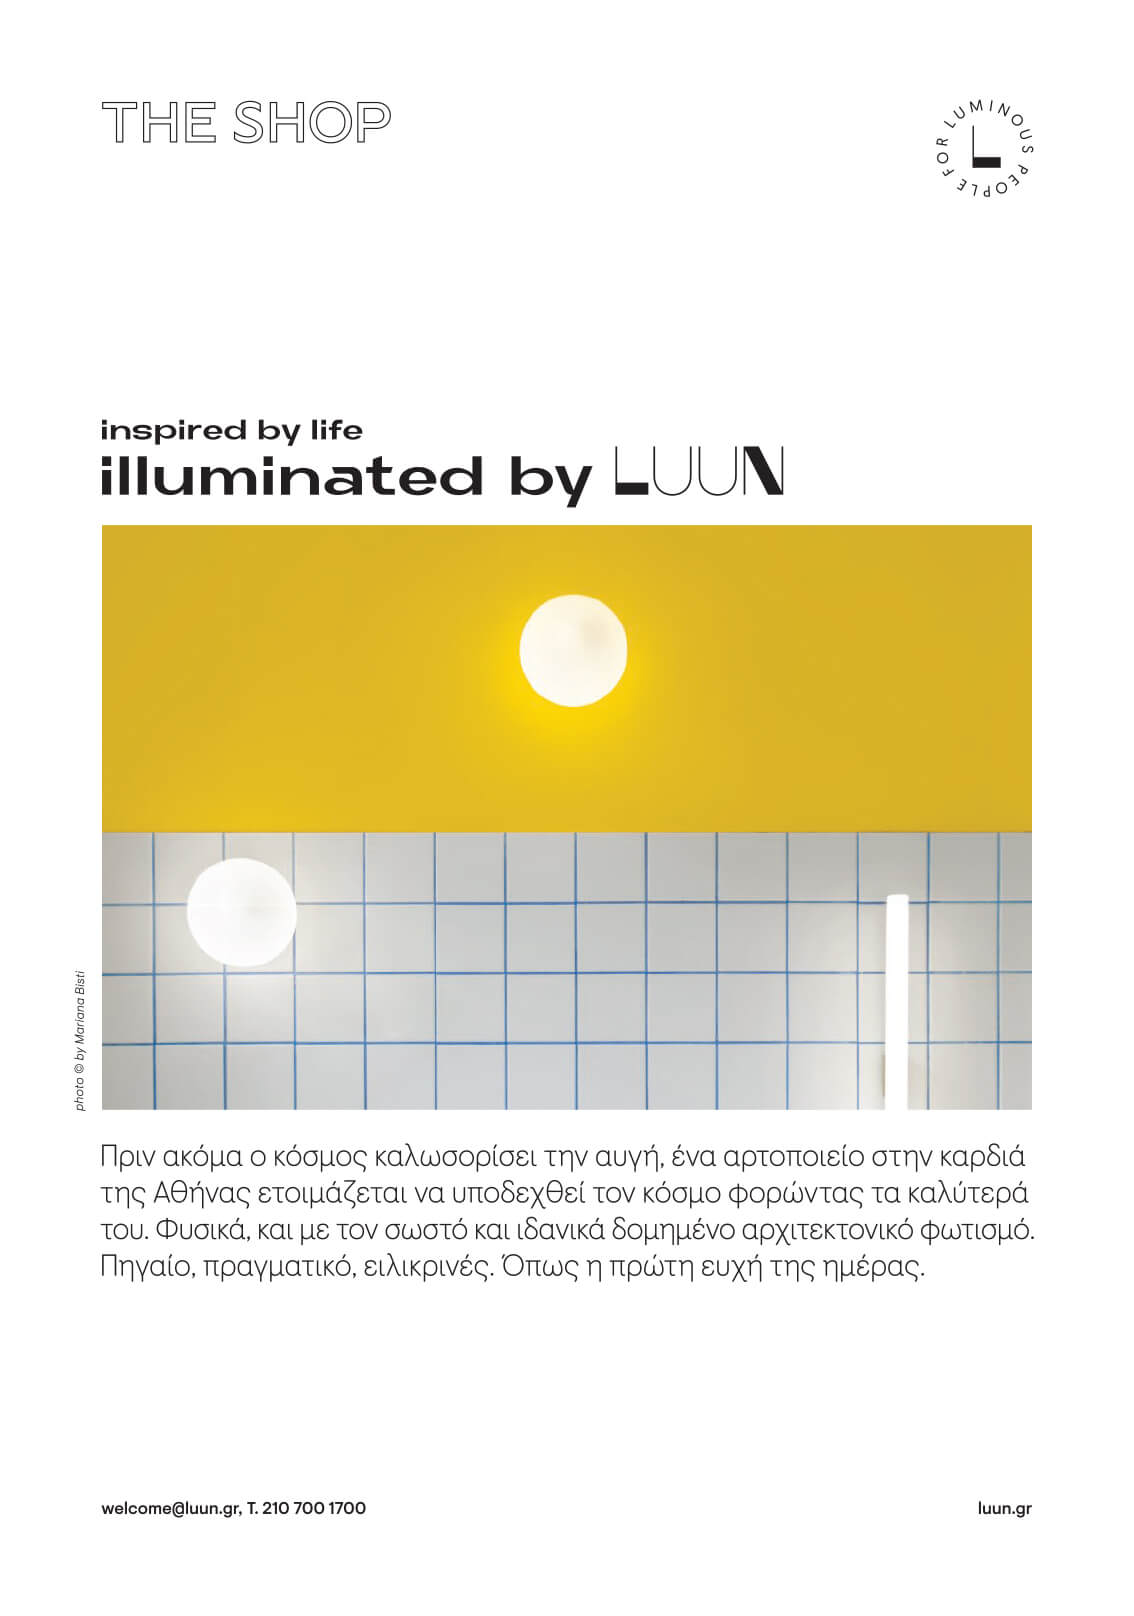 THE SHOP
FOR LUMINOUS PEOPLE
L
inspired by life
illuminated by LUUN
photo © by Mariana Bisti
Πριν ακόμα ο κόσμος καλωσορίσει την αυγή, ένα αρτοποιείο στην καρδιά
της Αθήνας ετοιμάζεται να υποδεχθεί τον κόσμο φορώντας τα καλύτερά
του. Φυσικά, και με τον σωστό και ιδανικά δομημένο αρχιτεκτονικό φωτισμό.
Πηγαίο, πραγματικό, ειλικρινές. Όπως η πρώτη ευχή της ημέρας.
welcome@luun.gr, T. 210 700 1700
luun.gr